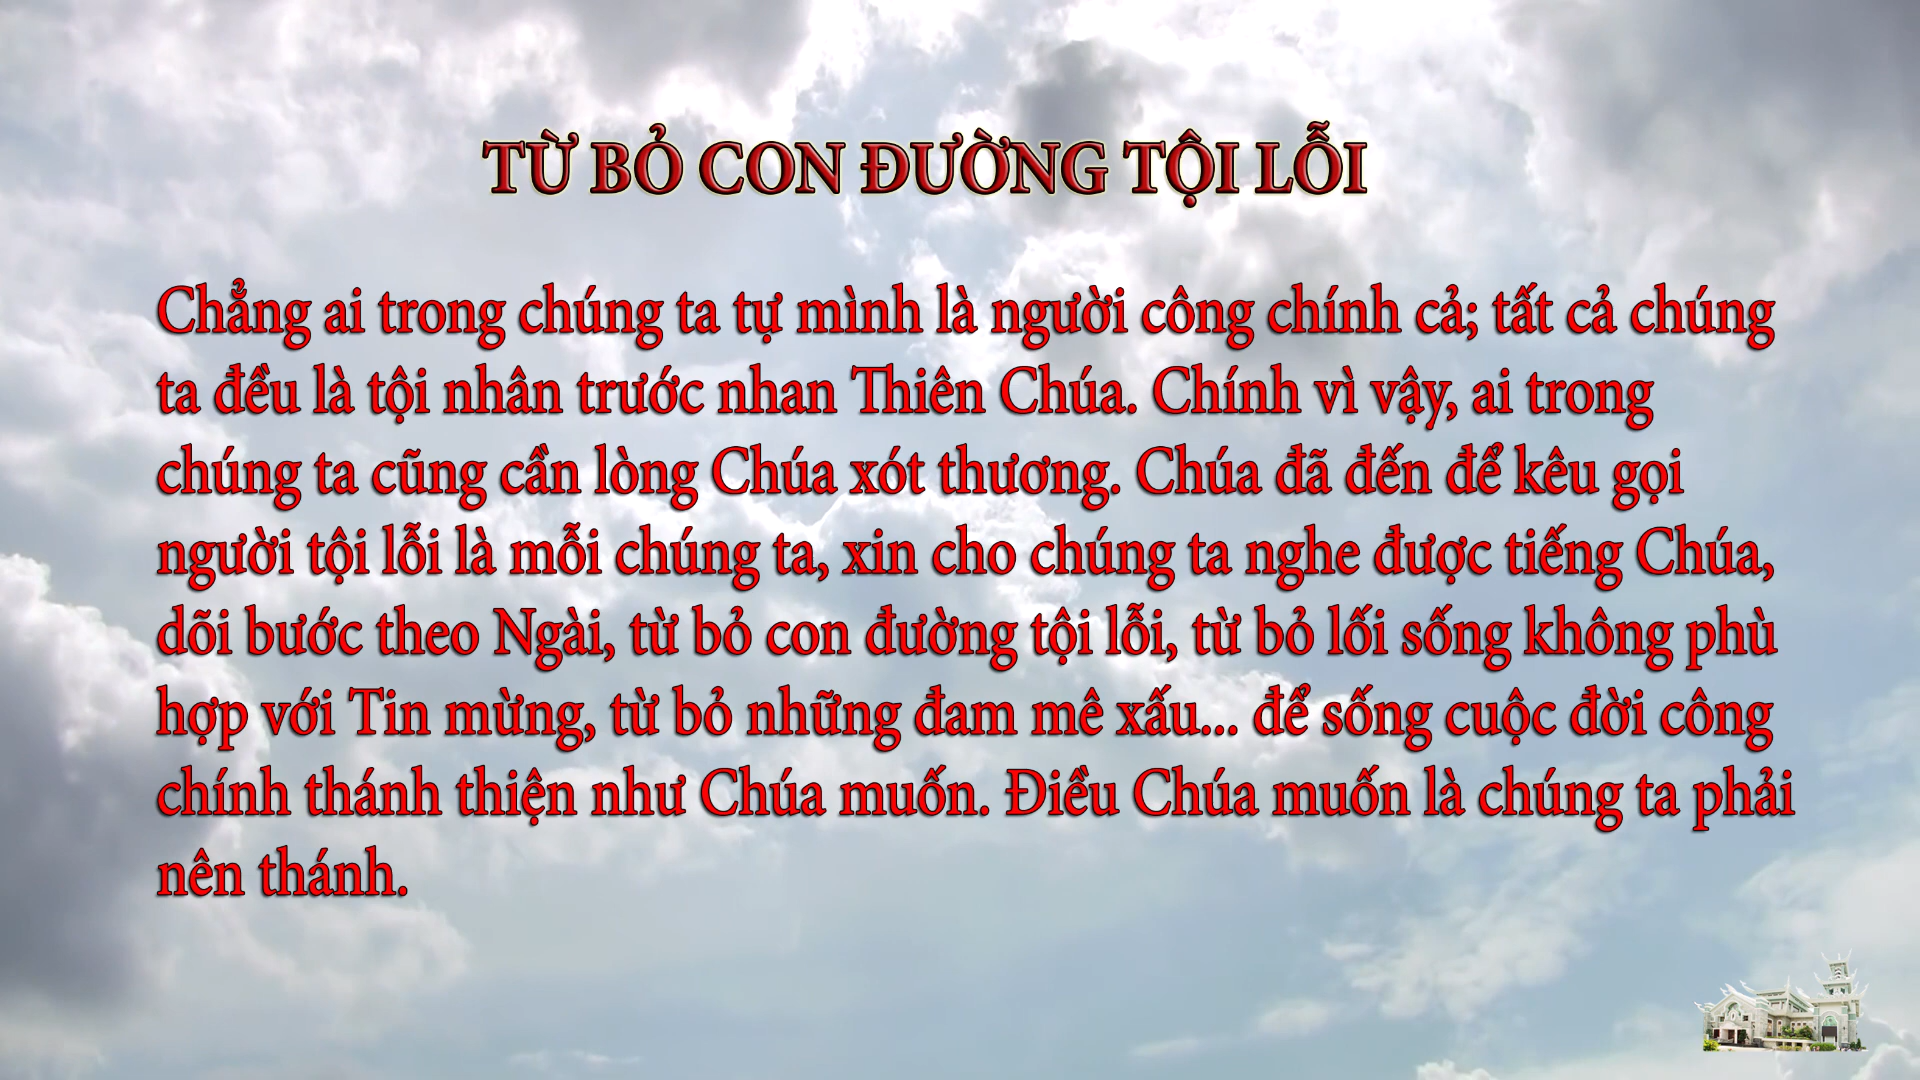 TỪ BỎ CON ĐƯỜNG TỘI LỖI
Chẳng ai trong chúng ta tự mình là người công chính cả; tất cả chúng
ta đều là tội nhân trước nhan Thiên Chúa. Chính vì vậy, ai trong
chúng ta cũng cần lòng Chúa xót thương. Chúa đã đến để kêu gọi
người tội lỗi là mỗi chúng ta, xin cho chúng ta nghe được tiếng Chúa,
dõi bước theo Ngài, từ bỏ con đường tội lỗi, từ bỏ lối sống không phù
hợp với Tin mừng, từ bỏ những đam mê xấu... để sống cuộc đời công
chính thánh thiện như Chúa muốn. Điều Chúa muốn là chúng ta phải
nên thánh.